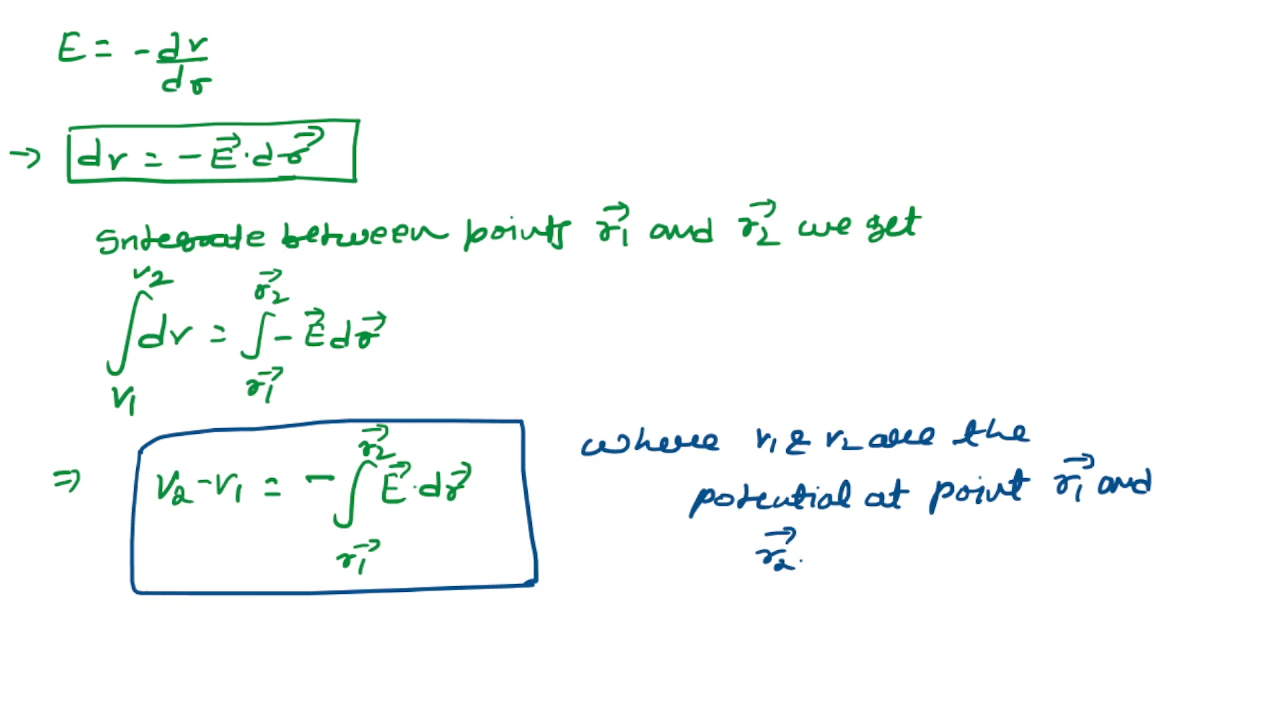 E = -dv/dr
→ dv = -E⃗·dr⃗
Integrate between points r⃗1 and r⃗2 we get
∫_{v1}^{v2} dv = ∫_{r⃗1}^{r⃗2} -E⃗ dr⃗
⇒ v2 - v1 = -∫_{r⃗1}^{r⃗2} E⃗·dr⃗
where v1 & v2 are the
potential at point r⃗1 and
r⃗2.